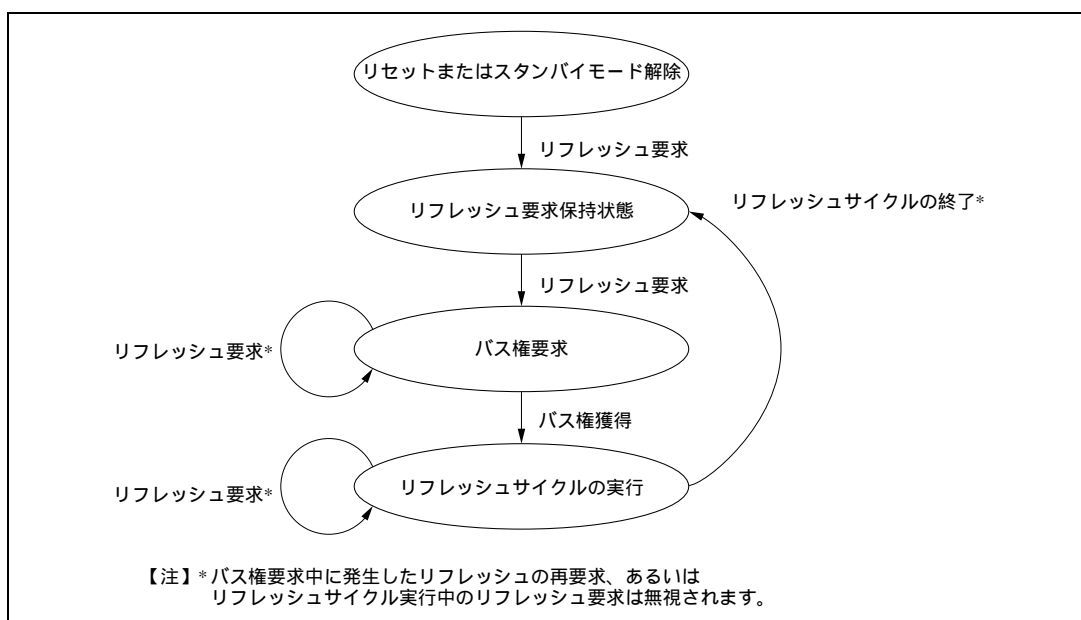 リセットまたはスタンバイモード解除
リフレッシュ要求
リフレッシュ要求保持状態
リフレッシュサイクルの終了*
リフレッシュ要求
リフレッシュ要求*
バス権要求
バス権獲得
リフレッシュ要求*
リフレッシュサイクルの実行
【注】* バス権要求中に発生したリフレッシュの再要求、あるいは
リフレッシュサイクル実行中のリフレッシュ要求は無視されます。